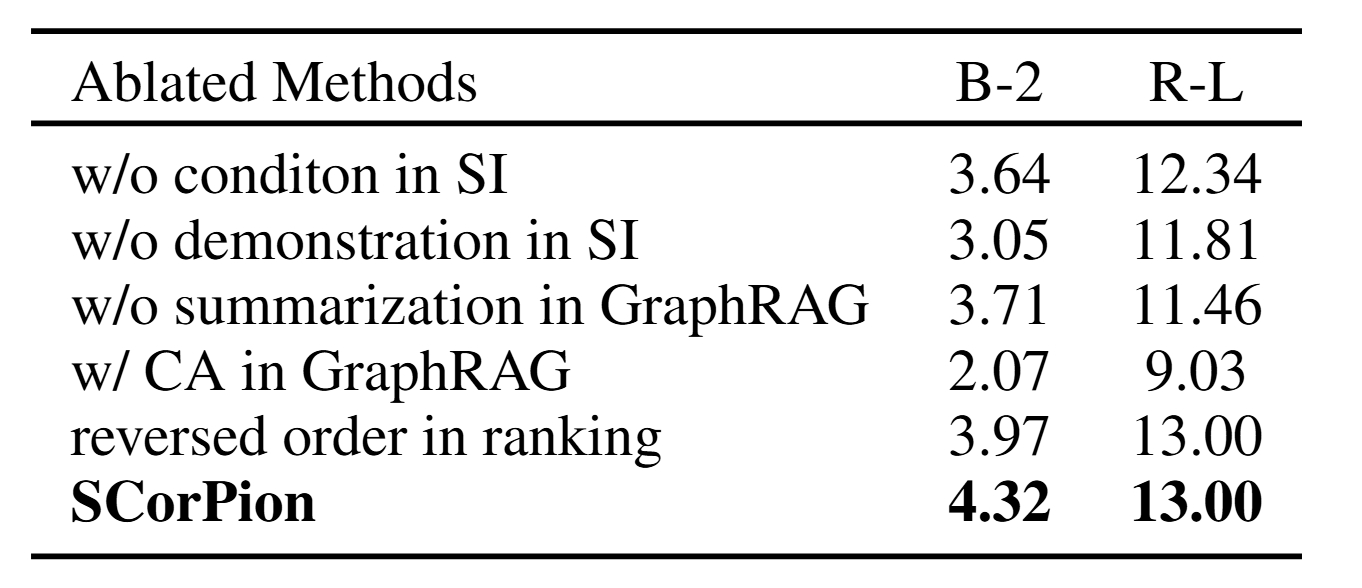 Ablated Methods B-2 R-L
w/o conditon in SI 3.64 12.34
w/o demonstration in SI 3.05 11.81
w/o summarization in GraphRAG 3.71 11.46
w/ CA in GraphRAG 2.07 9.03
reversed order in ranking 3.97 13.00
SCorPion 4.32 13.00